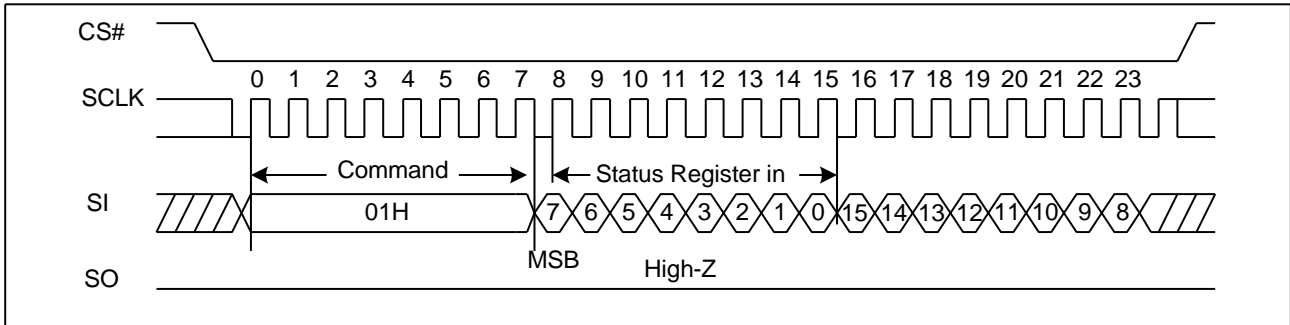 CS#
0 1 2 3 4 5 6 7 8 9 10 11 12 13 14 15 16 17 18 19 20 21 22 23
SCLK
Command Status Register in
SI 01H 7 6 5 4 3 2 1 0 15 14 13 12 11 10 9 8
MSB High-Z
SO